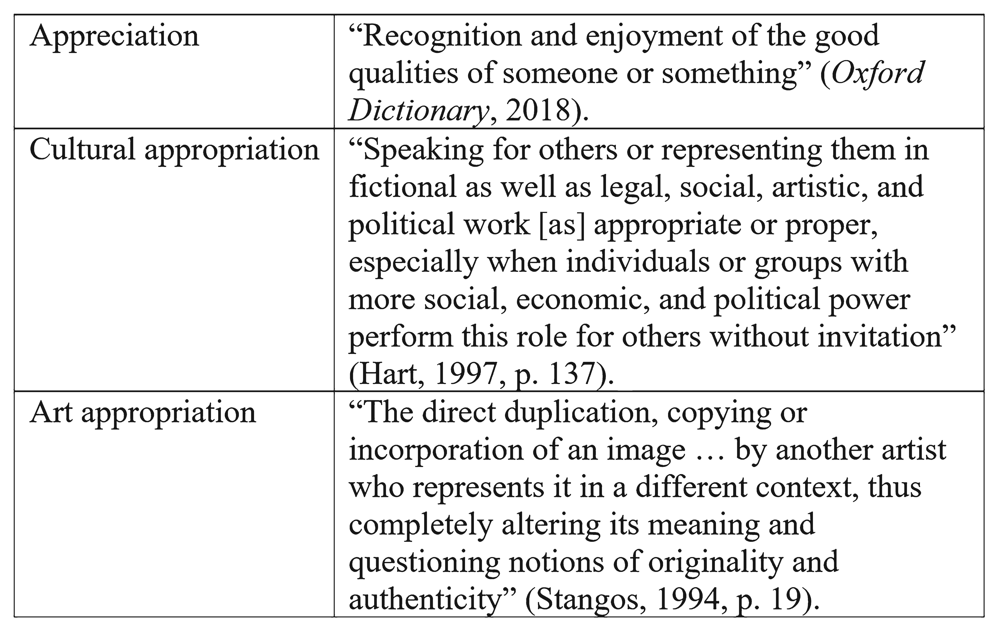 Appreciation
“Recognition and enjoyment of the good
qualities of someone or something” (Oxford
Dictionary, 2018).
Cultural appropriation
“Speaking for others or representing them in
fictional as well as legal, social, artistic, and
political work [as] appropriate or proper,
especially when individuals or groups with
more social, economic, and political power
perform this role for others without invitation”
(Hart, 1997, p. 137).
Art appropriation
“The direct duplication, copying or
incorporation of an image … by another artist
who represents it in a different context, thus
completely altering its meaning and
questioning notions of originality and
authenticity” (Stangos, 1994, p. 19).